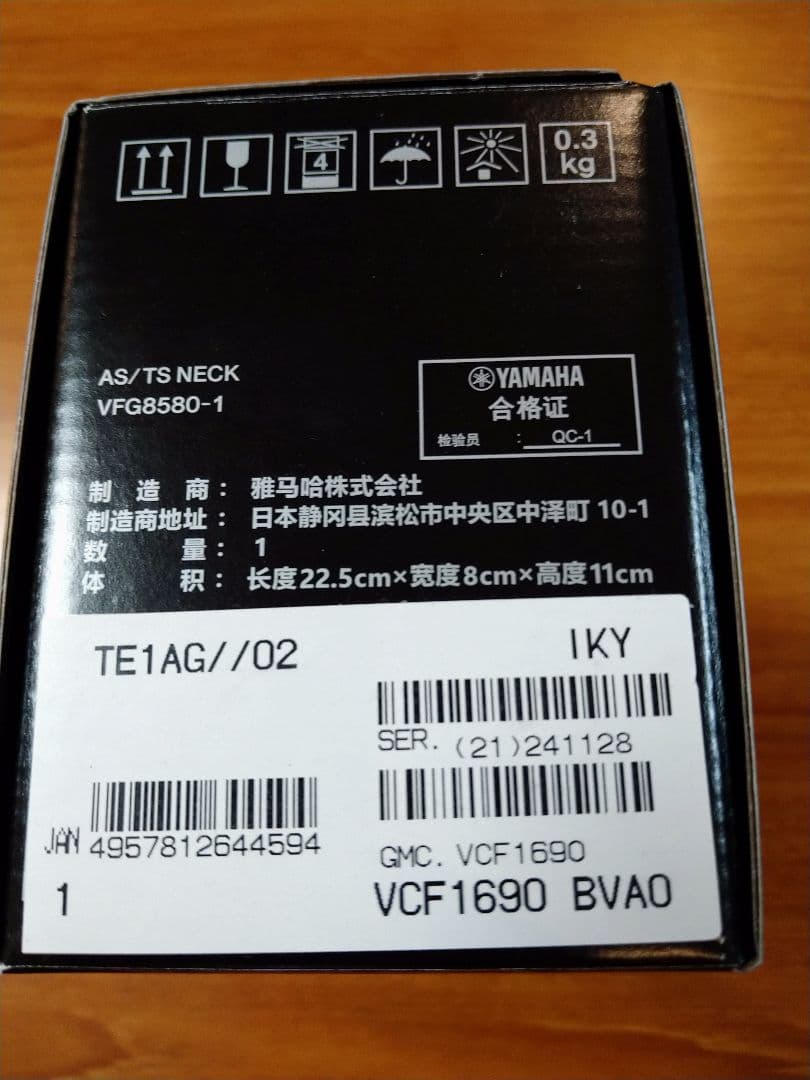 4
0.3
kg
AS/TS NECK
VFG8580-1
YAMAHA
合格证
检验员 : QC-1
制造商： 雅马哈株式会社
制造商地址： 日本静冈县滨松市中央区中泽町 10-1
数量： 1
体积： 长度22.5cm×宽度8cm×高度11cm
TE1AG//02 IKY
SER. (21)241128
JAN 4957812644594
GMC. VCF1690
1 VCF1690 BVA0